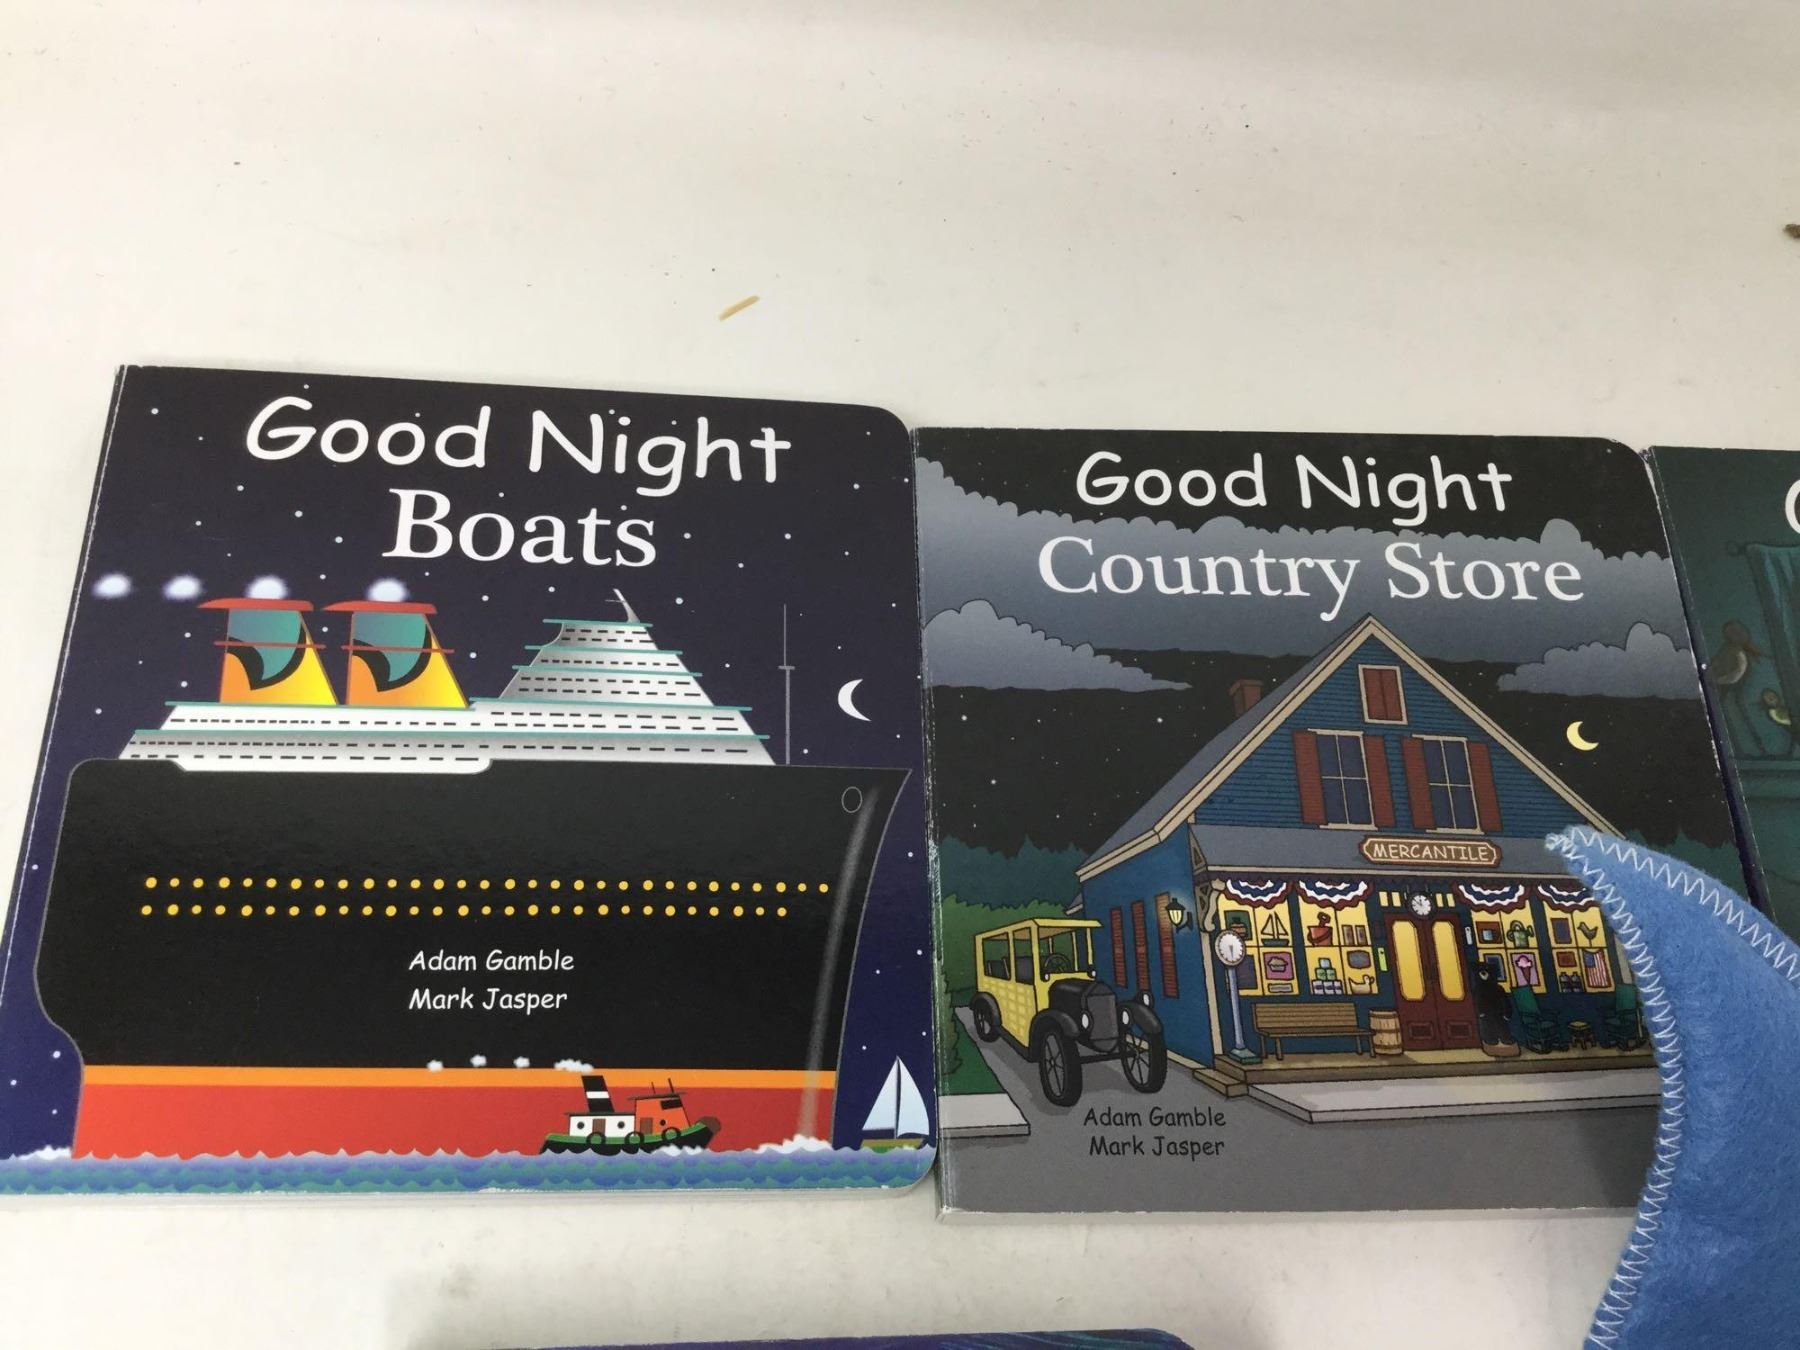 Good Night
Boats
Adam Gamble
Mark Jasper
Good Night
Country Store
MERCANTILE
Adam Gamble
Mark Jasper